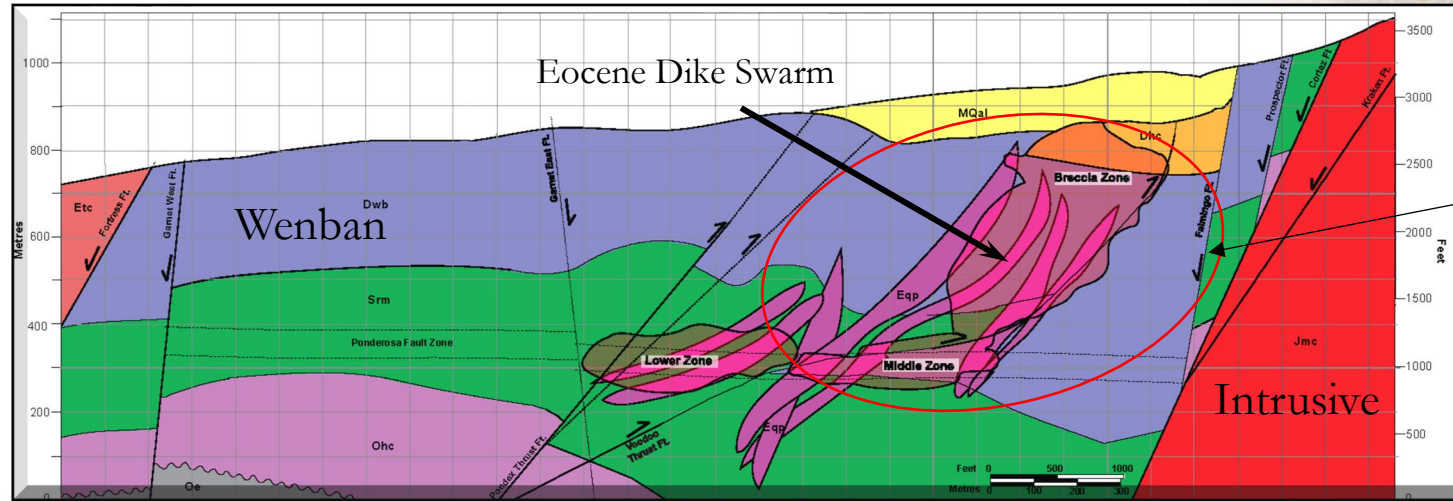 Eocene Dike Swarm
Wenban
Intrusive
1000
800
600
400
200
0
Metres
3500
3000
2500
2000
1500
1000
500
0
Feet
Etc
Fortress Ft.
Garnet West Ft.
Dwb
Garnet East Ft.
MQal
Dhc
Breccia Zone
Prospector Ft.
Cortez Ft.
Krakan Ft.
Srm
Ponderosa Fault Zone
Lower Zone
Eqp
Middle Zone
Jmc
Ohc
Oe
Pondex Thrust Ft.
Voodoo
Thrust Ft.
Eqp
Feet 0 500 1000
Metres 0 100 200 300